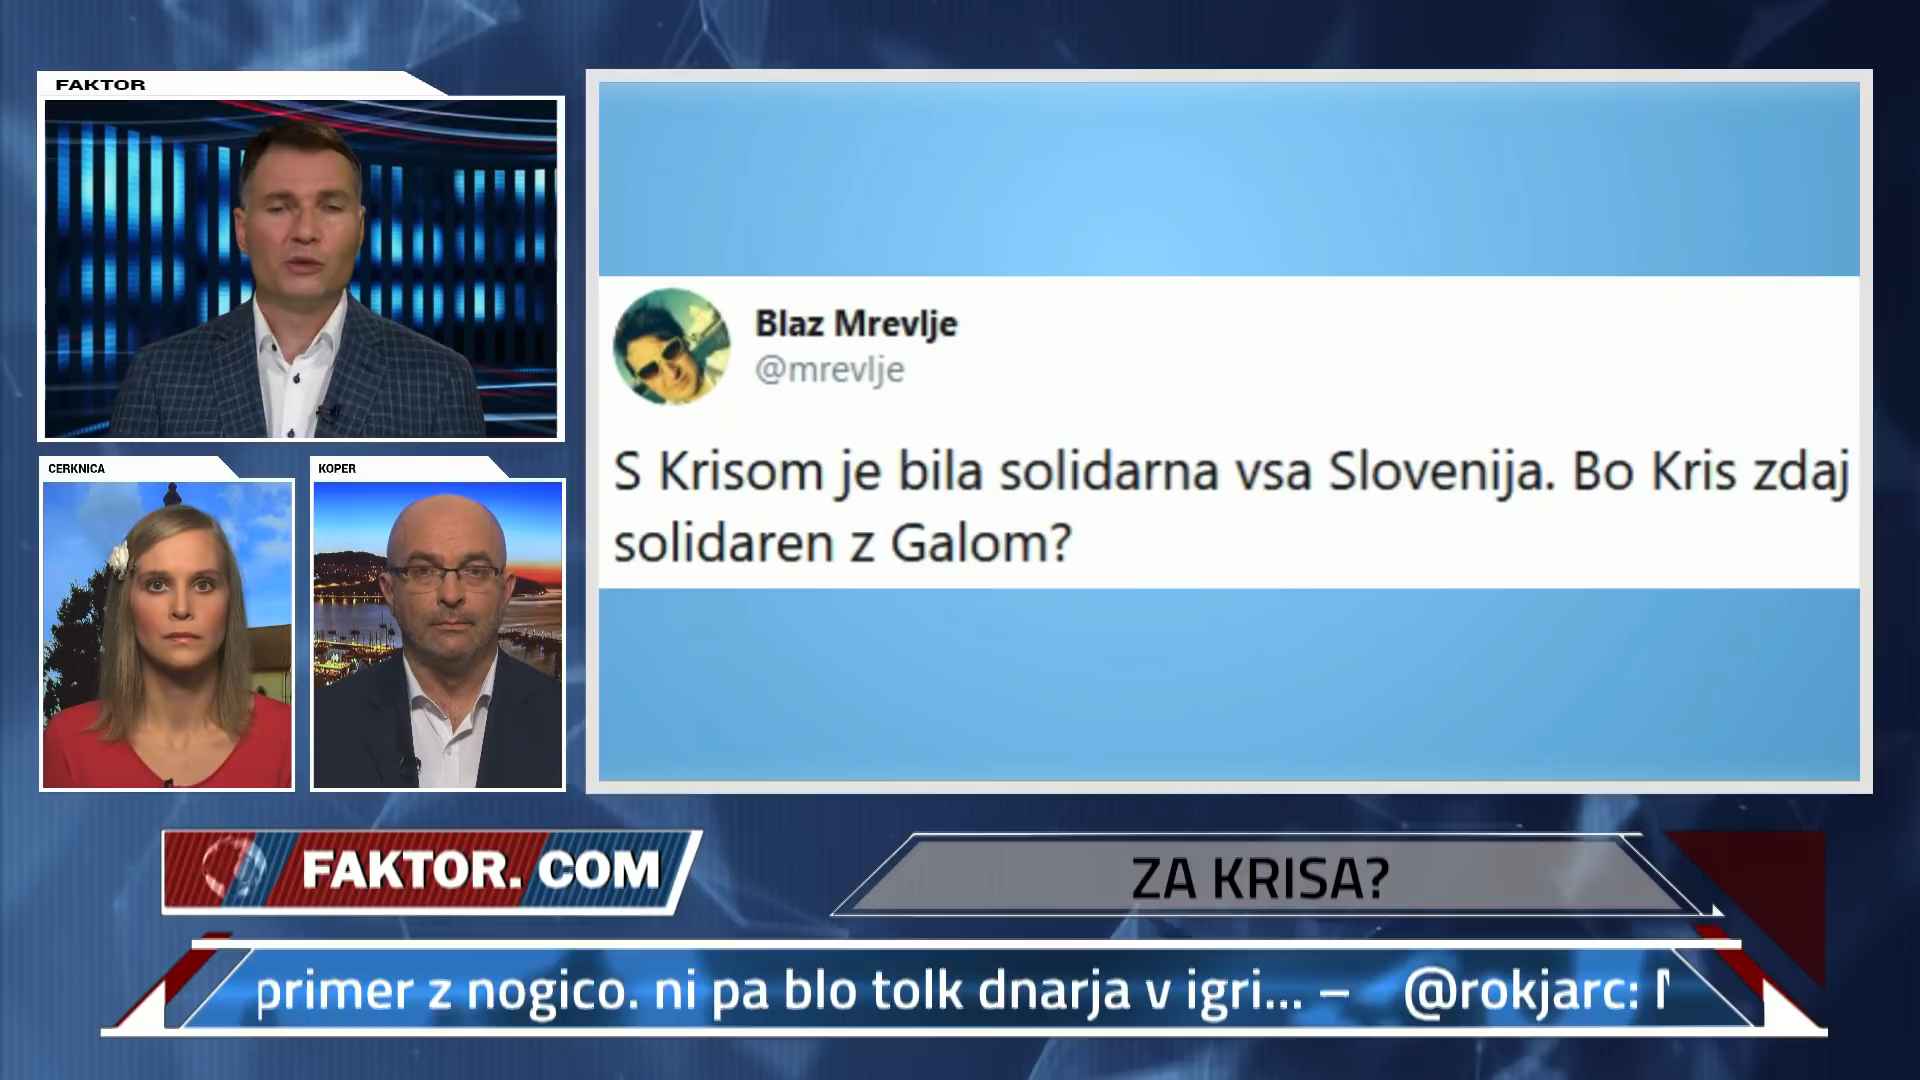 FAKTOR
CERKNICA
KOPER
Blaz Mrevlje
@mrevlje
S Krisom je bila solidarna vsa Slovenija. Bo Kris zdaj
solidaren z Galom?
FAKTOR. COM
ZA KRISA?
primer z nogico. ni pa blo tolk dnarja v igri... – @rokjarc: